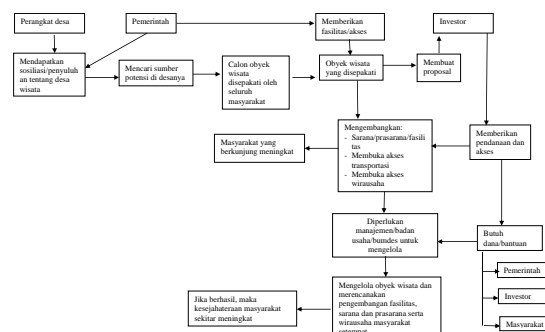 Perangkat desa
Pemerintah
Memberikan
fasilitas/akses
Investor
Mendapatkan
sosiliasi/penyuluh
an tentang desa
wisata
Mencari sumber
potensi di desanya
Calon obyek
wisata
disepakati oleh
seluruh
masyarakat
Obyek wisata
yang disepakati
Membuat
proposal
Masyarakat yang
berkunjung meningkat
Mengembangkan:
- Sarana/prasarana/fasili
tas
- Membuka akses
transportasi
- Membuka akses
wirausaha
Memberikan
pendanaan dan
akses
Diperlukan
manajemen/badan
usaha/bumdes untuk
mengelola
Butuh
dana/bantuan
Pemerintah
Investor
Masyarakat
Jika berhasil, maka
kesejahateraan masyarakat
sekitar meningkat
Mengelola obyek wisata dan
merencanakan
pengembangan fasilitas,
sarana dan prasarana serta
wirausaha masyarakat
setempat